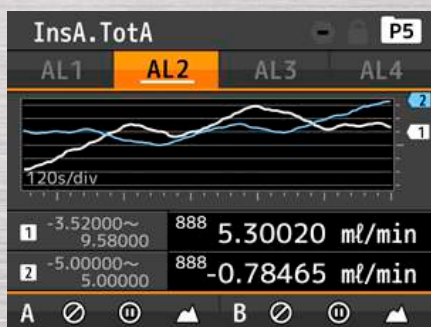 InsA.TotA P5
AL1 AL2 AL3 AL4
2
1
120s/div
1 -3.52000~ 9.58000 888 5.30020 mℓ/min
2 -5.00000~ 5.00000 888 -0.78465 mℓ/min
A B